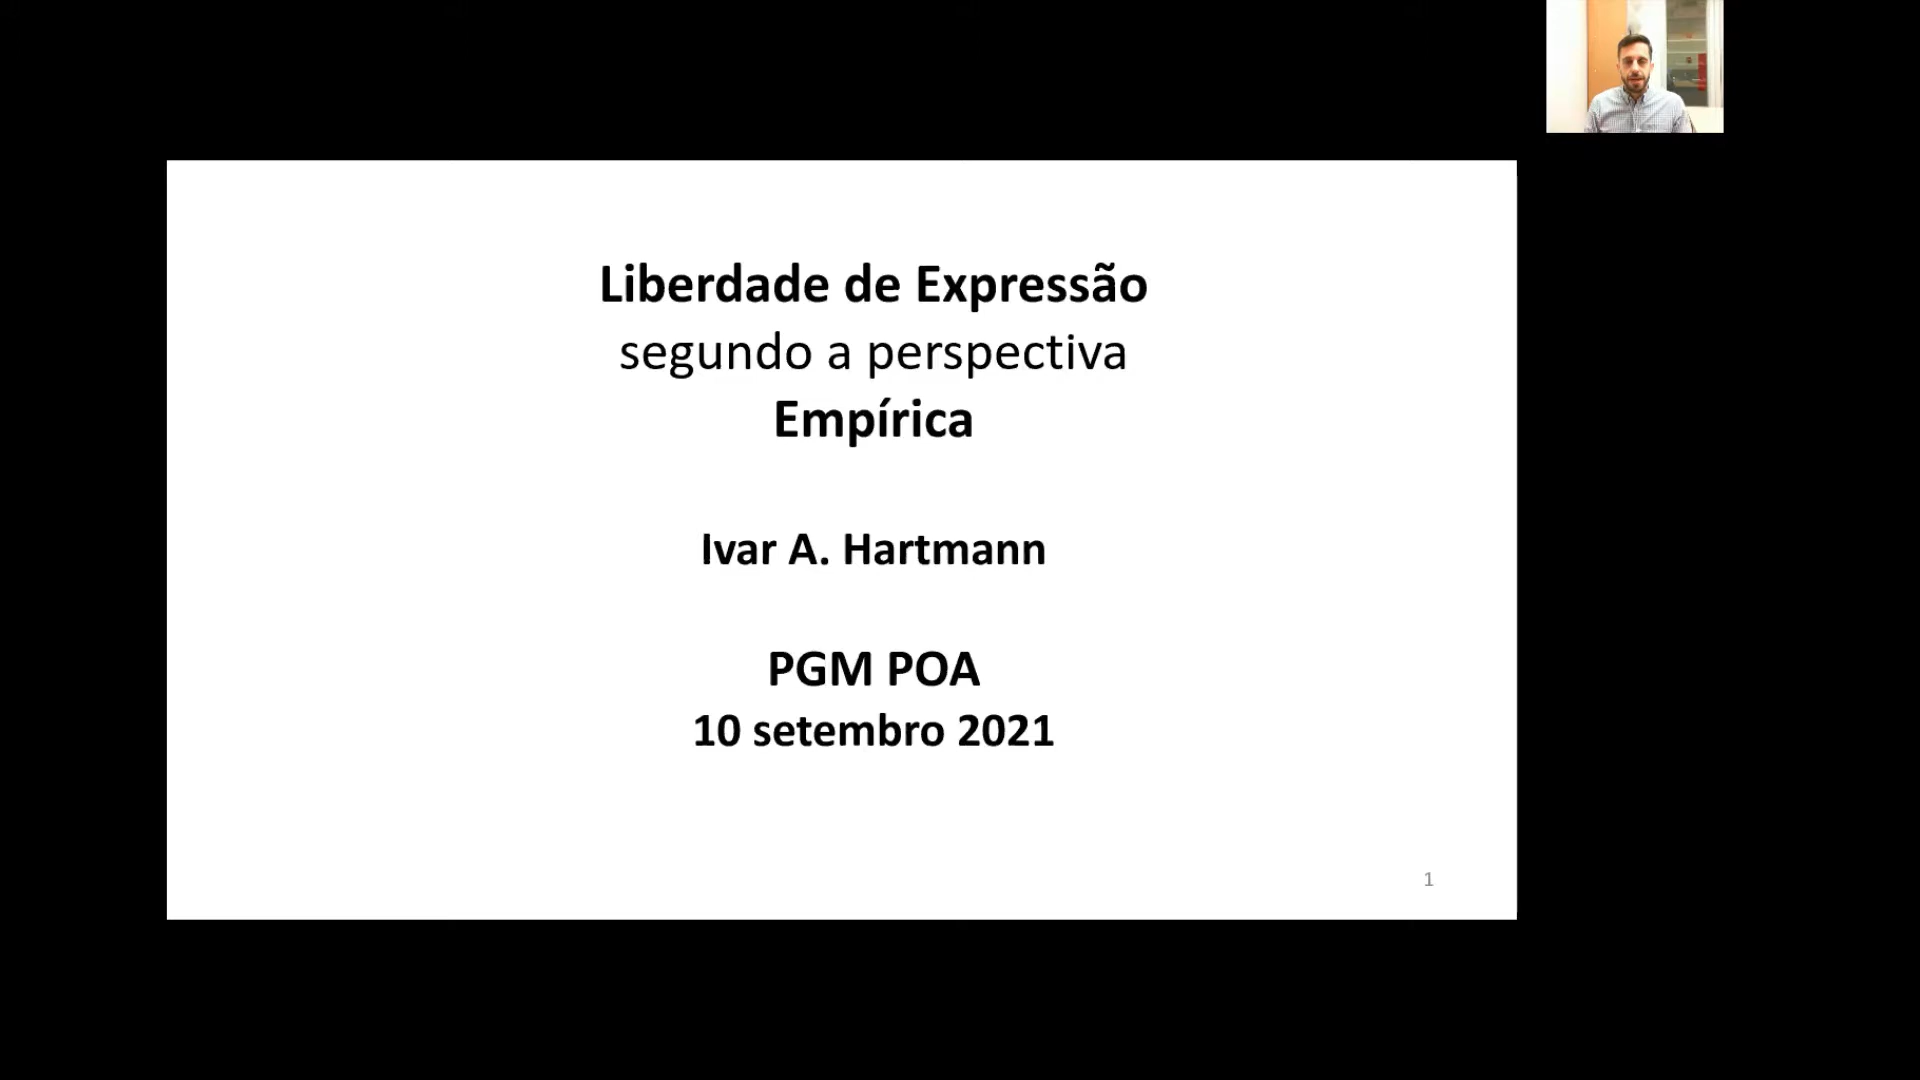 Liberdade de Expressão
segundo a perspectiva
Empírica
Ivar A. Hartmann
PGM POA
10 setembro 2021
1